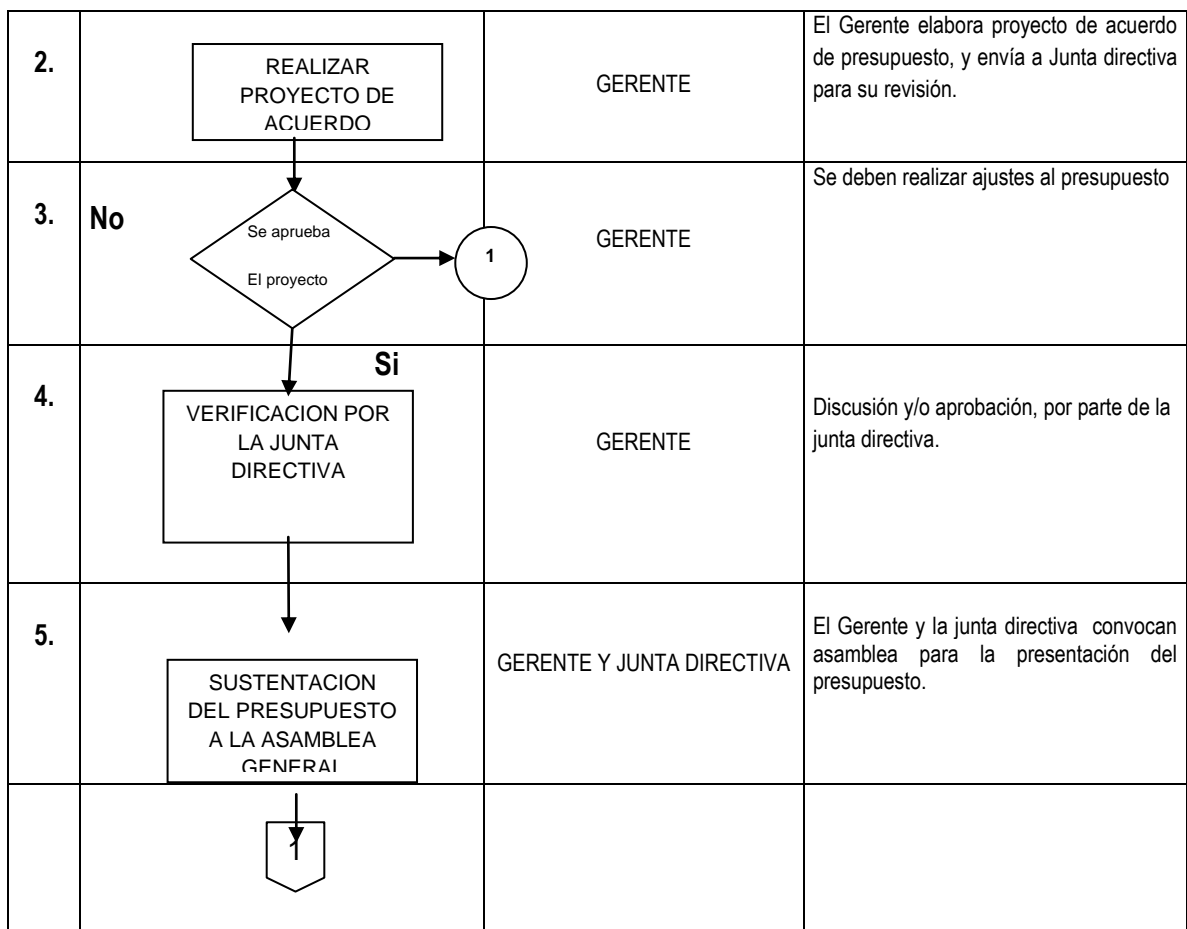 2.
REALIZAR
PROYECTO DE
ACUERDO
GERENTE
El Gerente elabora proyecto de acuerdo
de presupuesto, y envía a Junta directiva
para su revisión.
3.
No
Se aprueba
El proyecto
1
GERENTE
Se deben realizar ajustes al presupuesto
Si
4.
VERIFICACION POR
LA JUNTA
DIRECTIVA
GERENTE
Discusión y/o aprobación, por parte de la
junta directiva.
5.
SUSTENTACION
DEL PRESUPUESTO
A LA ASAMBLEA
GENERAL
GERENTE Y JUNTA DIRECTIVA
El Gerente y la junta directiva convocan
asamblea para la presentación del
presupuesto.